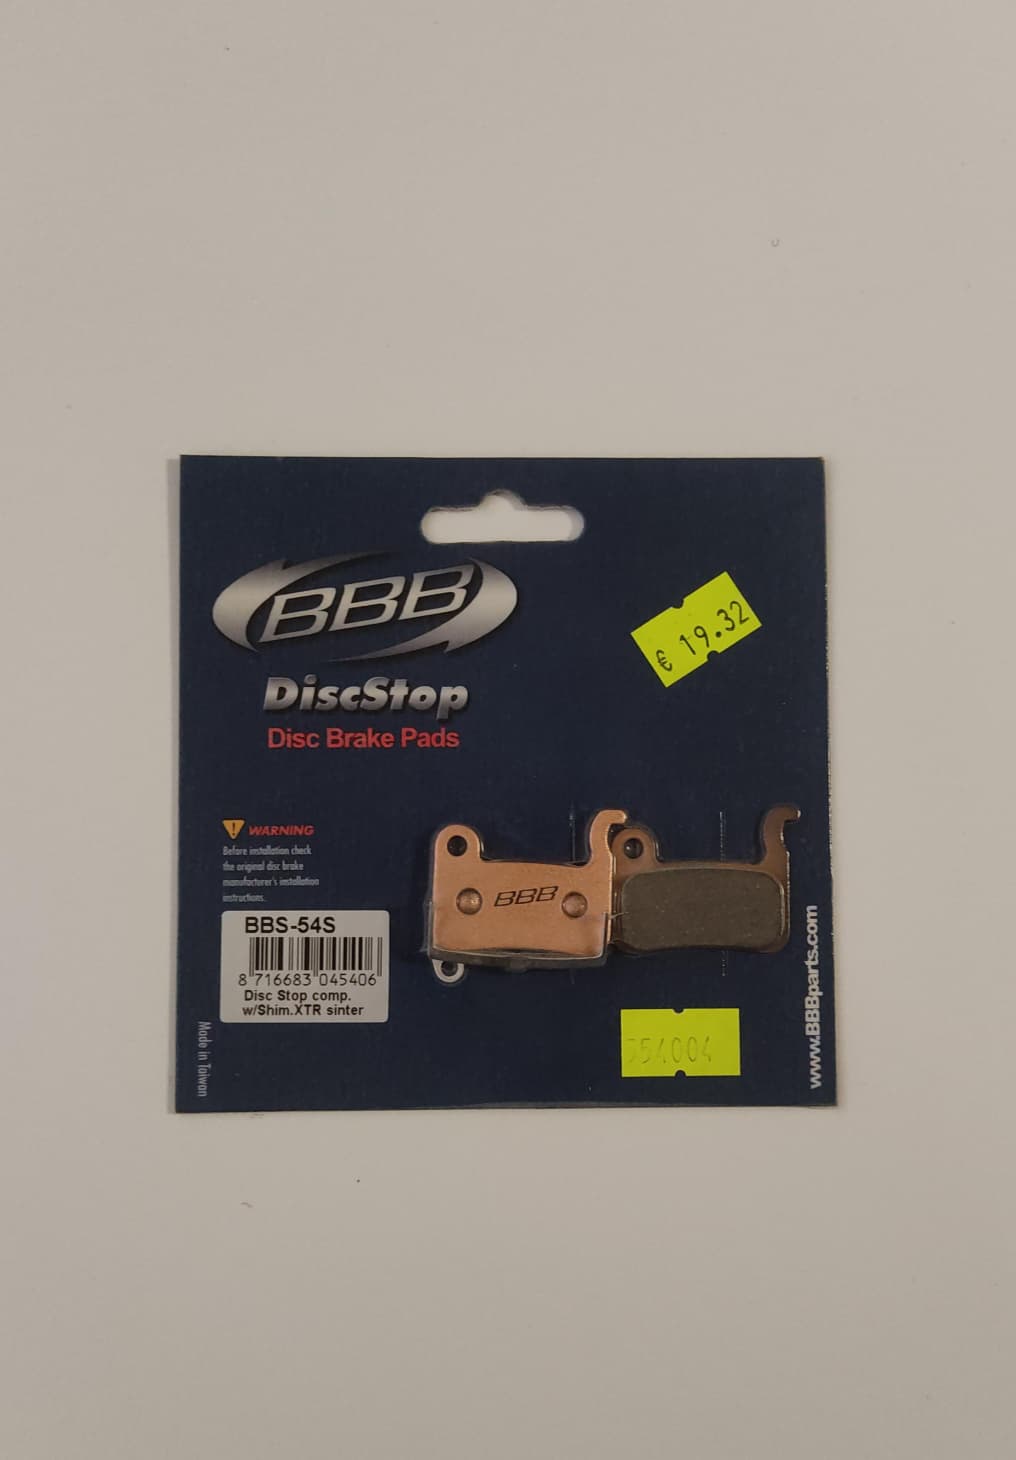 BBB
€ 19.32
DiscStop
Disc Brake Pads
WARNING
Before installation check
the original disc brake
manufacturer's installation
instructions.
BBS-54S
8 716683 045406
Disc Stop comp.
w/Shim.XTR sinter
BBB
54004
Made in Taiwan
www.BBBparts.com